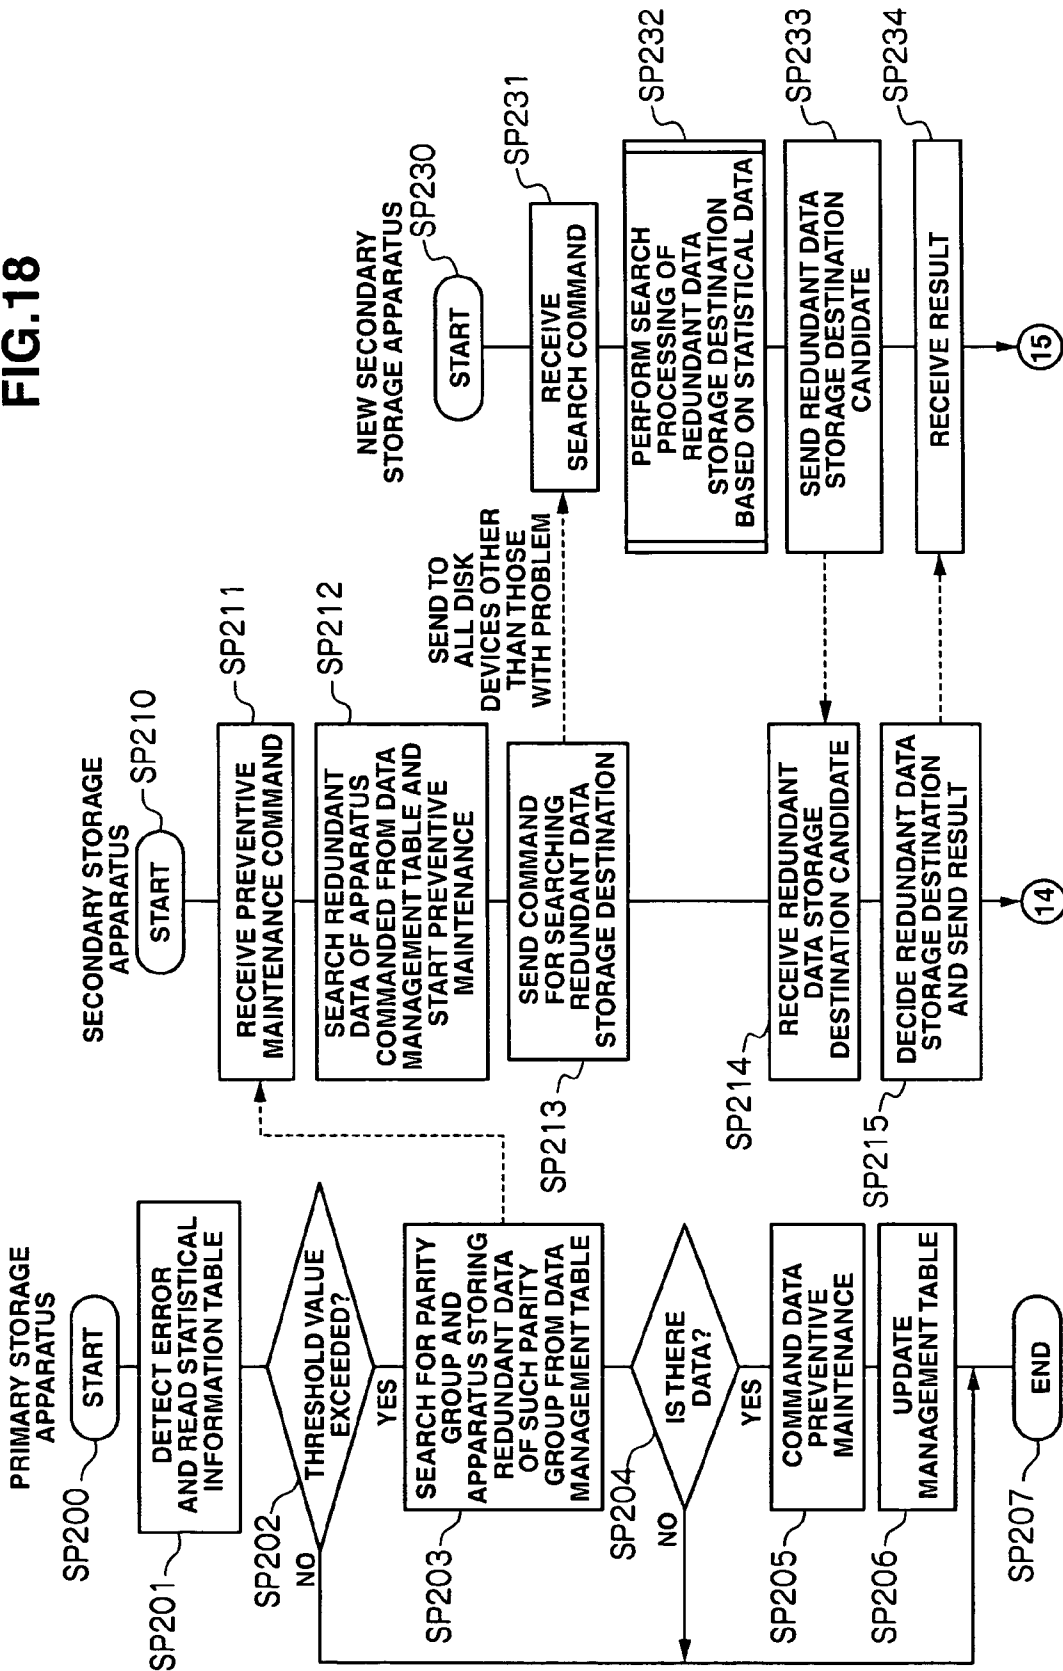 FIG.18
PRIMARY STORAGE
APPARATUS
SP200
START
SP201
DETECT ERROR
AND READ STATISTICAL
INFORMATION TABLE
SP202
THRESHOLD VALUE
EXCEEDED?
NO
YES
SP203
SEARCH FOR PARITY
GROUP AND
APPARATUS STORING
REDUNDANT DATA
OF SUCH PARITY
GROUP FROM DATA
MANAGEMENT TABLE
SP204
IS THERE
DATA?
NO
YES
SP205
COMMAND DATA
PREVENTIVE
MAINTENANCE
SP206
UPDATE
MANAGEMENT TABLE
SP207
END
SECONDARY STORAGE
APPARATUS
SP210
START
SP211
RECEIVE PREVENTIVE
MAINTENANCE COMMAND
SP212
SEARCH REDUNDANT
DATA OF APPARATUS
COMMANDED FROM DATA
MANAGEMENT TABLE AND
START PREVENTIVE
MAINTENANCE
SP213
SEND COMMAND
FOR SEARCHING
REDUNDANT DATA
STORAGE DESTINATION
SEND TO
ALL DISK
DEVICES OTHER
THAN THOSE
WITH PROBLEM
SP214
RECEIVE REDUNDANT
DATA STORAGE
DESTINATION CANDIDATE
SP215
DECIDE REDUNDANT DATA
STORAGE DESTINATION
AND SEND RESULT
14
NEW SECONDARY
STORAGE APPARATUS
SP230
START
SP231
RECEIVE
SEARCH COMMAND
SP232
PERFORM SEARCH
PROCESSING OF
REDUNDANT DATA
STORAGE DESTINATION
BASED ON STATISTICAL DATA
SP233
SEND REDUNDANT DATA
STORAGE DESTINATION
CANDIDATE
SP234
RECEIVE RESULT
15